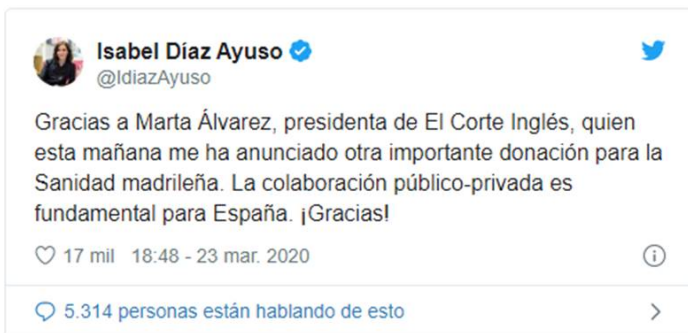 Isabel Díaz Ayuso
@IdiazAyuso
Gracias a Marta Álvarez, presidenta de El Corte Inglés, quien
esta mañana me ha anunciado otra importante donación para la
Sanidad madrileña. La colaboración público-privada es
fundamental para España. ¡Gracias!
17 mil 18:48 - 23 mar. 2020
5.314 personas están hablando de esto